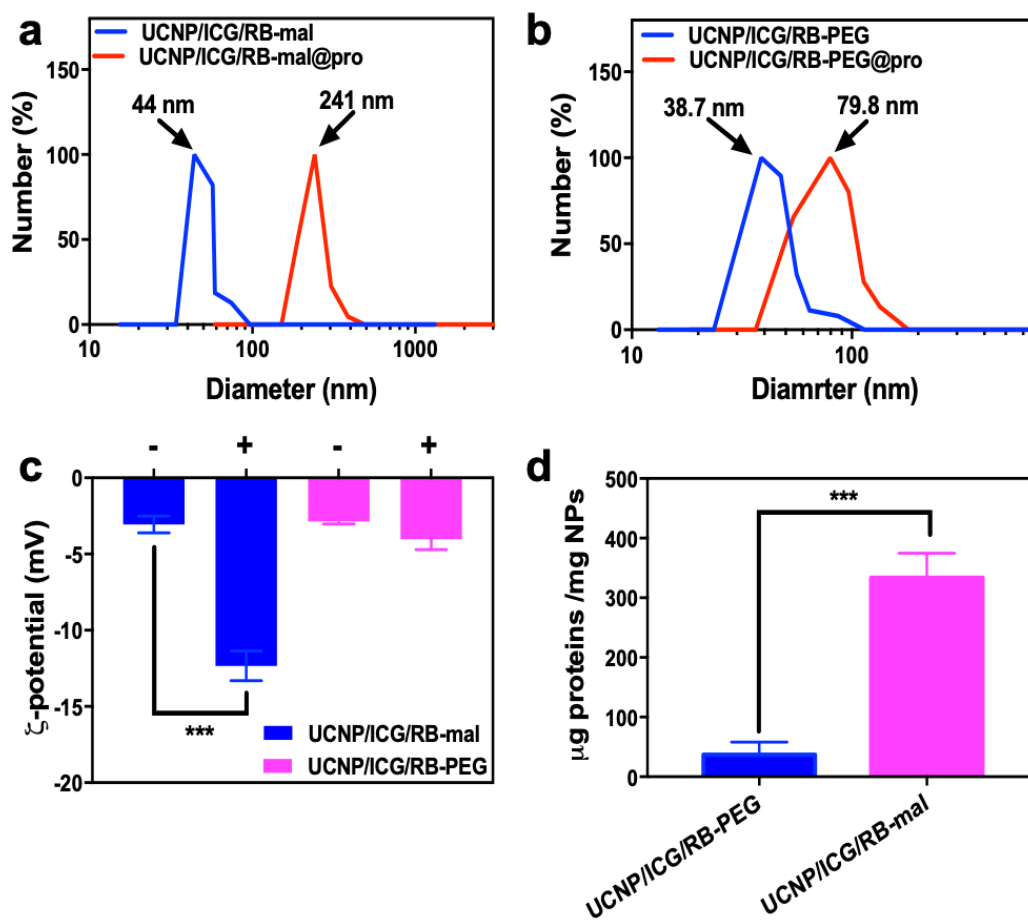 a
UCNP/ICG/RB-mal
UCNP/ICG/RB-mal@pro
150
100
50
0
Number (%)
44 nm
241 nm
10
100
1000
Diameter (nm)
b
UCNP/ICG/RB-PEG
UCNP/ICG/RB-PEG@pro
150
100
50
0
Number (%)
38.7 nm
79.8 nm
10
100
Diamrter (nm)
c
- + - +
0
-5
-10
-15
-20
ζ-potential (mV)
***
UCNP/ICG/RB-mal
UCNP/ICG/RB-PEG
d
500
400
300
200
100
0
μg proteins /mg NPs
***
UCNP/ICG/RB-PEG
UCNP/ICG/RB-mal